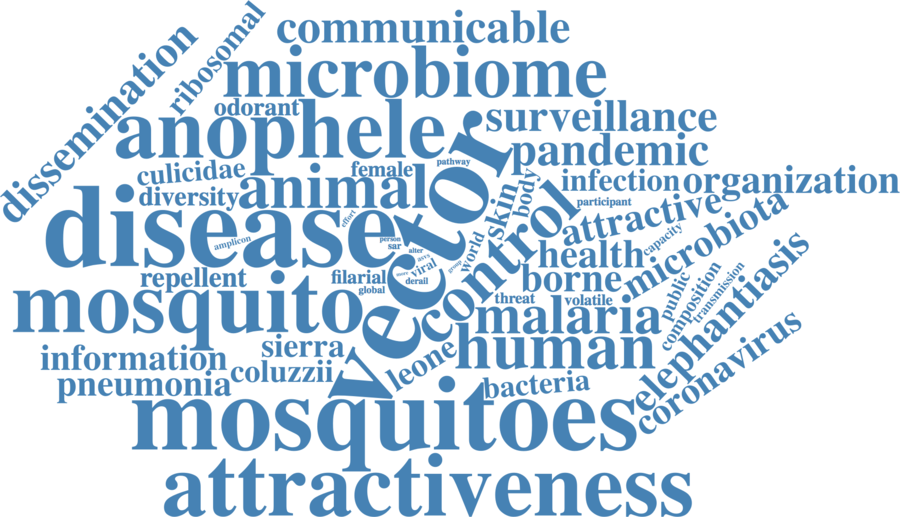 communicable
ribosomal
dissemination
microbiome
odorant
anophele
surveillance
pandemic
pathway
culicidae
female
infection
organization
diversity
animal
vector
skin
body
participant
attractive
disease
effort
control
microbiota
amplicon
person
sar
alter
asvs
world
health
capacity
repellent
filarial
global
more
viral
derail
group
borne
public
composition
transmission
mosquito
threat
volatile
malaria
elephantiasis
information
sierra
leone
human
coronavirus
pneumonia
coluzzii
bacteria
mosquitoes
attractiveness